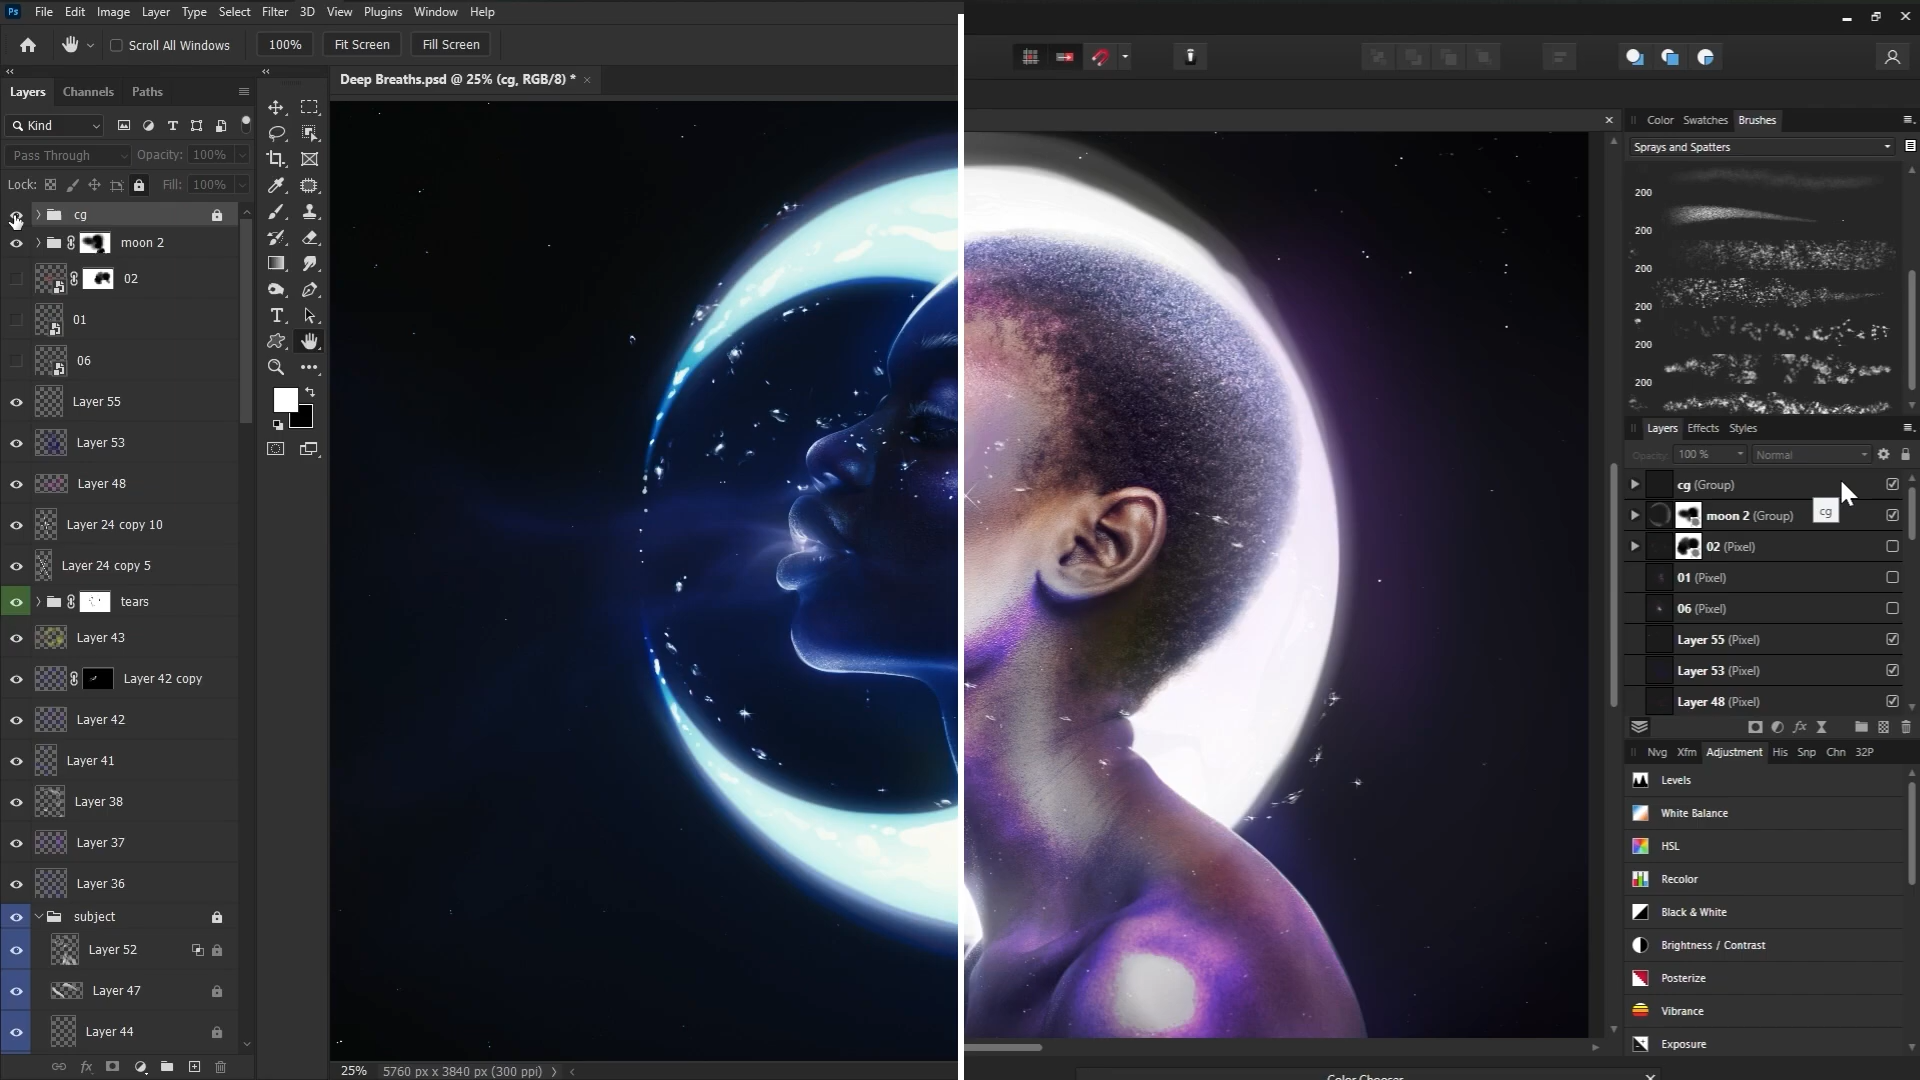 Ps File Edit Image Layer Type Select Filter 3D View Plugins Window Help
Scroll All Windows 100% Fit Screen Fill Screen
Layers Channels Paths
Kind
Pass Through Opacity: 100%
Lock: Fill: 100%
cg
moon 2
02
01
06
Layer 55
Layer 53
Layer 48
Layer 24 copy 10
Layer 24 copy 5
tears
Layer 43
Layer 42 copy
Layer 42
Layer 41
Layer 38
Layer 37
Layer 36
subject
Layer 52
Layer 47
Layer 44
Deep Breaths.psd @ 25% (cg, RGB/8) *
25% 5760 px x 3840 px (300 ppi)
Color Swatches Brushes
Sprays and Spatters
200
200
200
200
200
200
Layers Effects Styles
Opacity: 100 % Normal
cg (Group)
cg
moon 2 (Group)
02 (Pixel)
01 (Pixel)
06 (Pixel)
Layer 55 (Pixel)
Layer 53 (Pixel)
Layer 48 (Pixel)
Nvg Xfm Adjustment His Snp Chn 32P
Levels
White Balance
HSL
Recolor
Black & White
Brightness / Contrast
Posterize
Vibrance
Exposure
Color Chooser